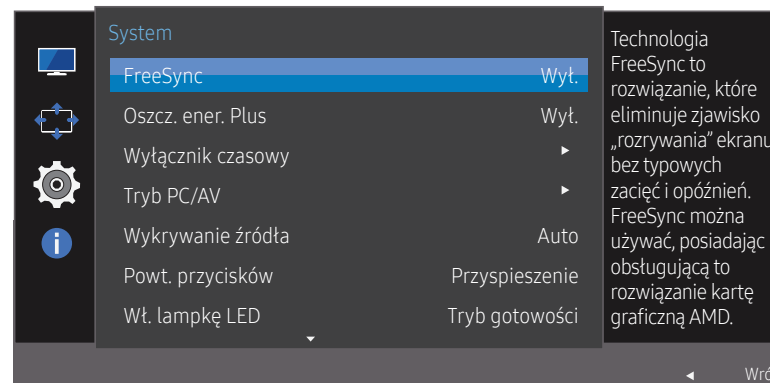 System
FreeSync Wył.
Oszcz. ener. Plus Wył.
Wyłącznik czasowy
Tryb PC/AV
Wykrywanie źródła Auto
Powt. przycisków Przyspieszenie
Wł. lampkę LED Tryb gotowości
Technologia
FreeSync to
rozwiązanie, które
eliminuje zjawisko
„rozrywania” ekranu
bez typowych
zacięć i opóźnień.
FreeSync można
używać, posiadając
obsługującą to
rozwiązanie kartę
graficzną AMD.